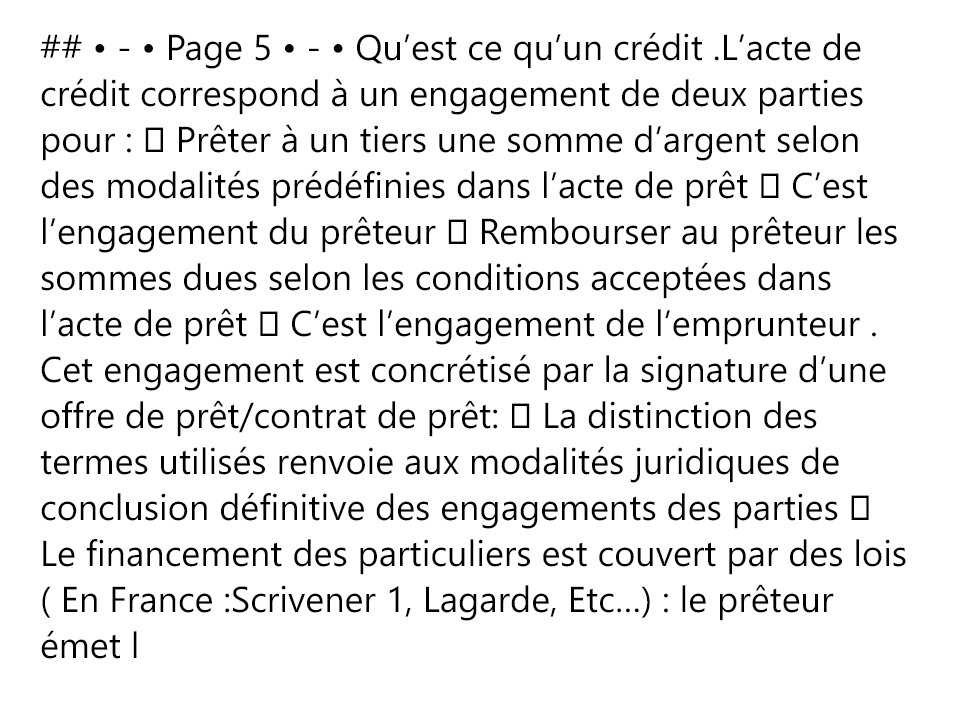 ## • - • Page 5 • - • Qu’est ce qu’un crédit .L’acte de
crédit correspond à un engagement de deux parties
pour : □ Prêter à un tiers une somme d’argent selon
des modalités prédéfinies dans l’acte de prêt □ C’est
l’engagement du prêteur □ Rembourser au prêteur les
sommes dues selon les conditions acceptées dans
l’acte de prêt □ C’est l’engagement de l’emprunteur .
Cet engagement est concrétisé par la signature d’une
offre de prêt/contrat de prêt: □ La distinction des
termes utilisés renvoie aux modalités juridiques de
conclusion définitive des engagements des parties □
Le financement des particuliers est couvert par des lois
( En France :Scrivener 1, Lagarde, Etc…) : le prêteur
émet l